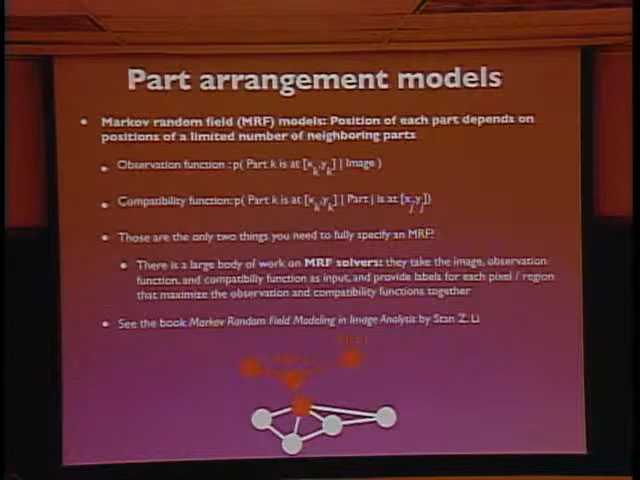 Part arrangement models
• Markov random field (MRF) models: Position of each part depends on
positions of a limited number of neighboring parts
• Observation function: p( Part k is at [x_k,y_k] | Image )
• Compatibility function: p( Part k is at [x_k,y_k] | Part j is at [x_j,y_j])
• Those are the only two things you need to fully specify an MRF!
• There is a large body of work on MRF solvers: they take the image, observation
function, and compatibilty function as input, and provide labels for each pixel / region
that maximize the observation and compatibility functions together
• See the book Markov Random Field Modeling in Image Analysis by Stan Z. Li